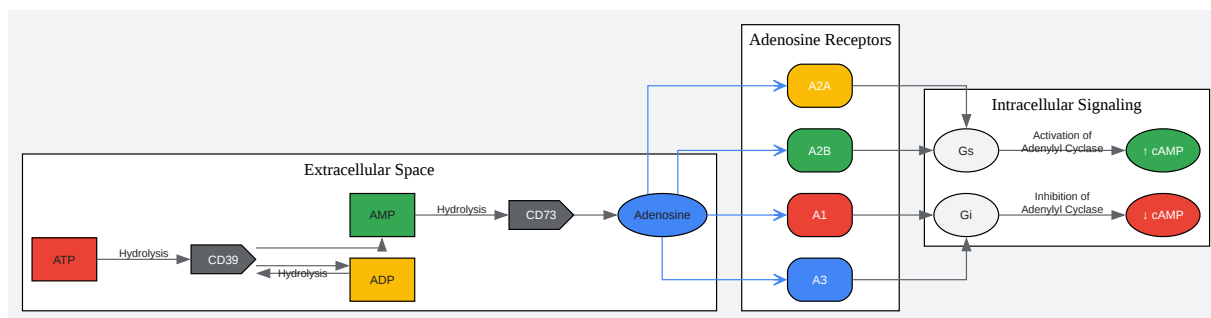 Extracellular Space
ATP
Hydrolysis
CD39
Hydrolysis
AMP
ADP
Hydrolysis
CD73
Adenosine
Adenosine Receptors
A2A
A2B
A1
A3
Intracellular Signaling
Gs
Activation of
Adenylyl Cyclase
↑ cAMP
Gi
Inhibition of
Adenylyl Cyclase
↓ cAMP